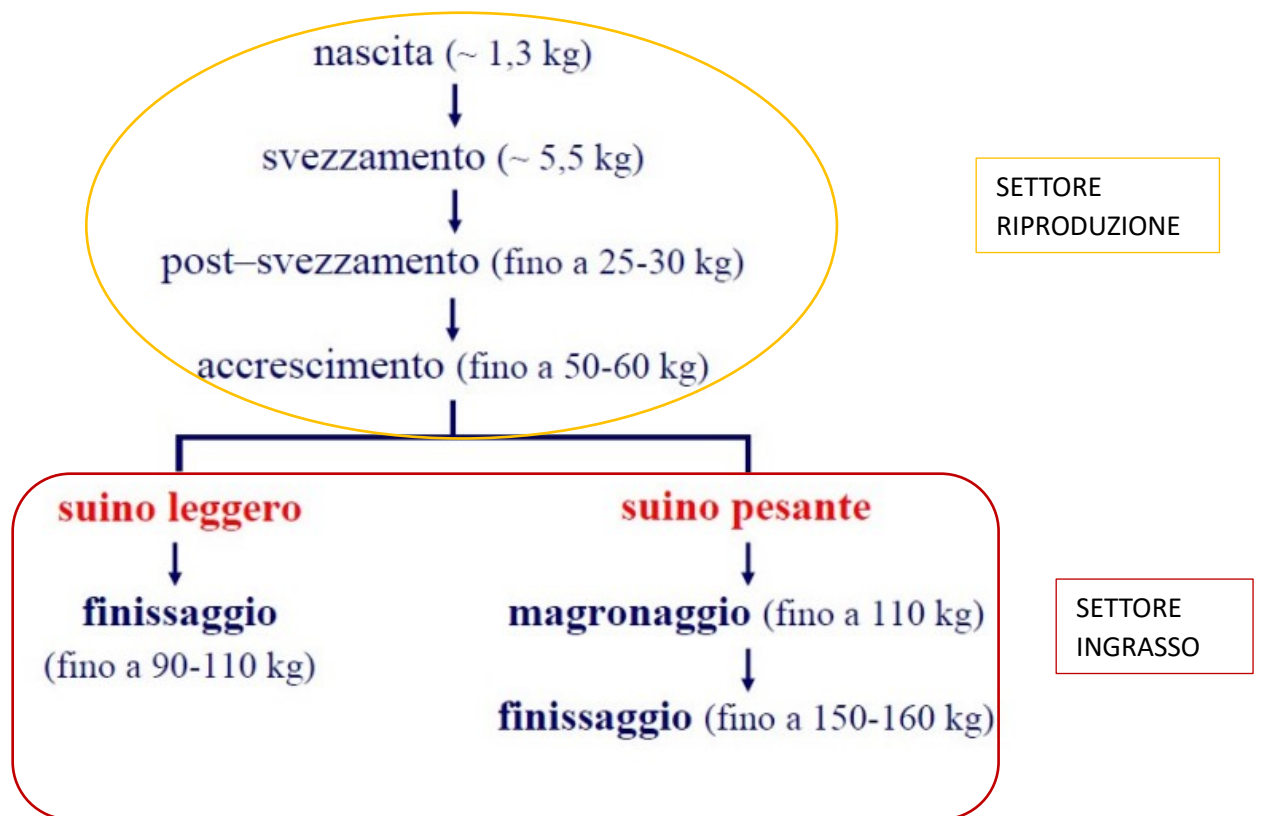 nascita (~ 1,3 kg)
svezzamento (~ 5,5 kg)
post–svezzamento (fino a 25-30 kg)
accrescimento (fino a 50-60 kg)
SETTORE
RIPRODUZIONE
suino leggero
finissaggio
(fino a 90-110 kg)
suino pesante
magronaggio (fino a 110 kg)
finissaggio (fino a 150-160 kg)
SETTORE
INGRASSO